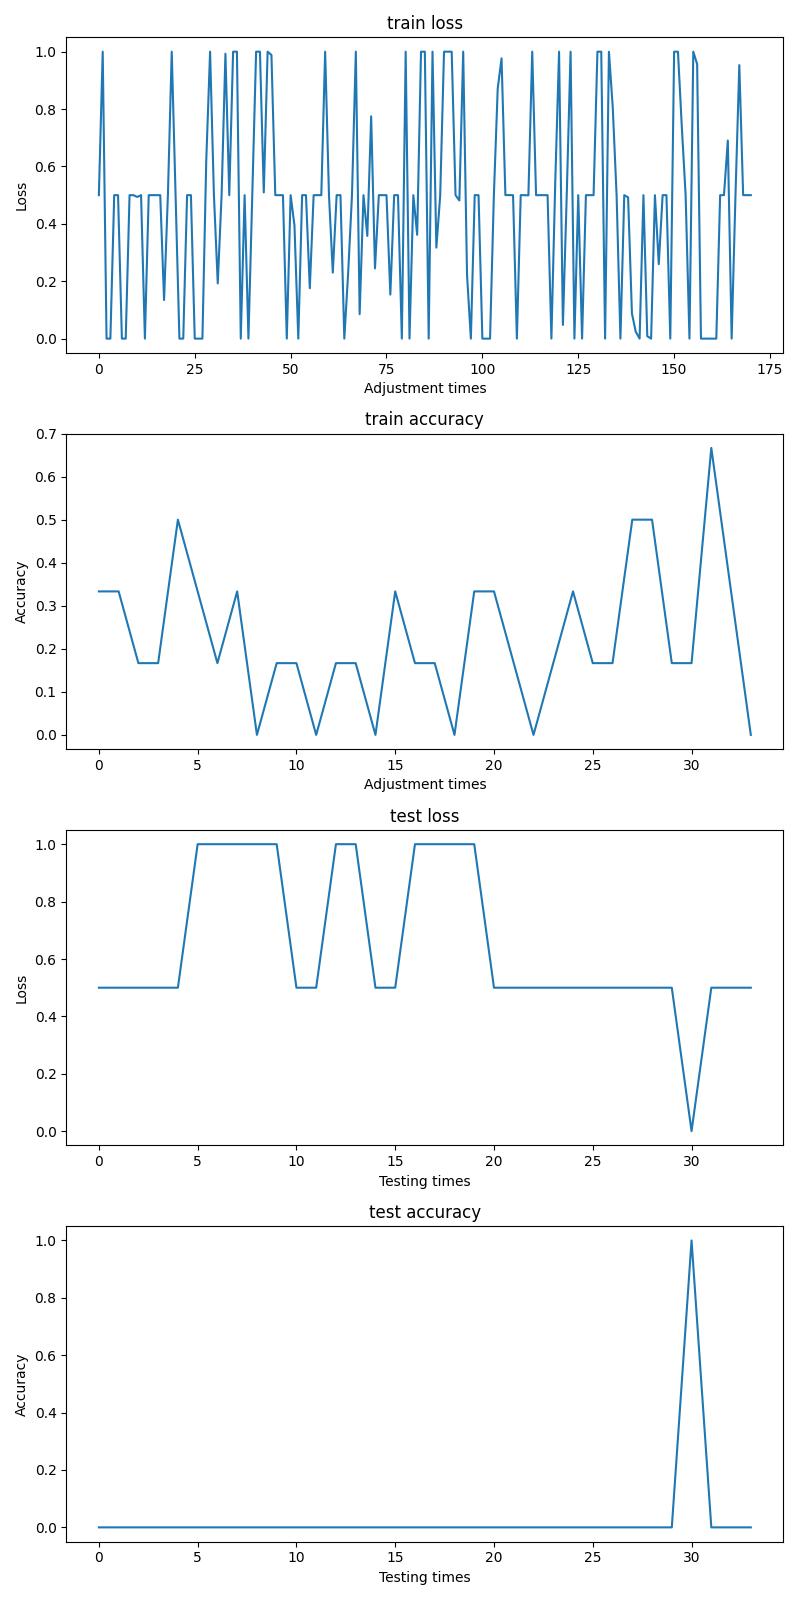 train loss
1.0
0.8
0.6
0.4
0.2
0.0
Loss
0 25 50 75 100 125 150 175
Adjustment times
train accuracy
0.7
0.6
0.5
0.4
0.3
0.2
0.1
0.0
Accuracy
0 5 10 15 20 25 30
Adjustment times
test loss
1.0
0.8
0.6
0.4
0.2
0.0
Loss
0 5 10 15 20 25 30
Testing times
test accuracy
1.0
0.8
0.6
0.4
0.2
0.0
Accuracy
0 5 10 15 20 25 30
Testing times